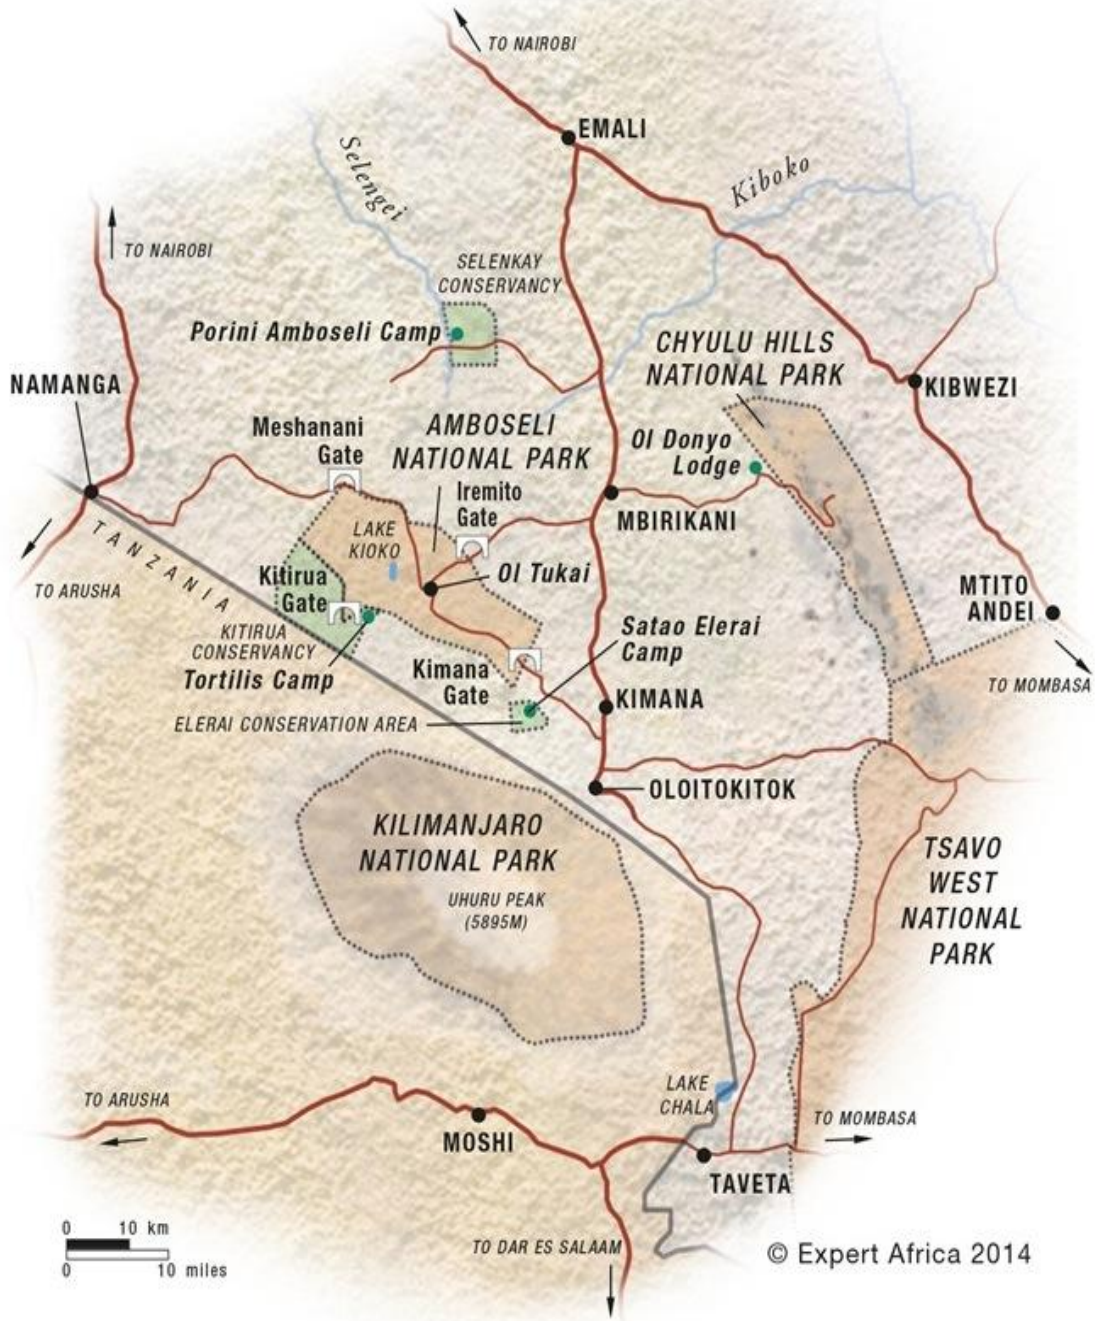 TO NAIROBI
EMALI
Selengei
Kiboko
TO NAIROBI
SELENKAY
CONSERVANCY
Porini Amboseli Camp
CHYULU HILLS
NATIONAL PARK
NAMANGA
KIBWEZI
Meshanani
Gate
AMBOSELI
NATIONAL PARK
Ol Donyo
Lodge
Iremito
Gate
MBIRIKANI
LAKE
KIOKO
TANZANIA
Ol Tukai
TO ARUSHA
Kitirua
Gate
MTITO
ANDEI
KITIRUA
CONSERVANCY
Satao Elerai
Camp
Tortilis Camp
Kimana
Gate
TO MOMBASA
KIMANA
ELERAI CONSERVATION AREA
OLOITOKITOK
KILIMANJARO
NATIONAL PARK
UHURU PEAK
(5895M)
TSAVO
WEST
NATIONAL
PARK
LAKE
CHALA
TO ARUSHA
TO MOMBASA
MOSHI
TAVETA
0 10 km
0 10 miles
TO DAR ES SALAAM
© Expert Africa 2014